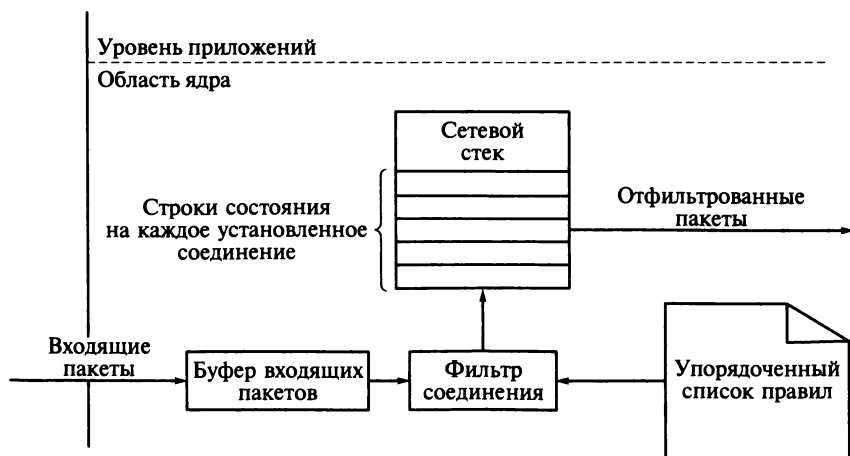 Уровень приложений
Область ядра
Сетевой
стек
Строки состояния
на каждое установленное
соединение
Отфильтрованные
пакеты
Входящие
пакеты
Буфер входящих
пакетов
Фильтр
соединения
Упорядоченный
список правил